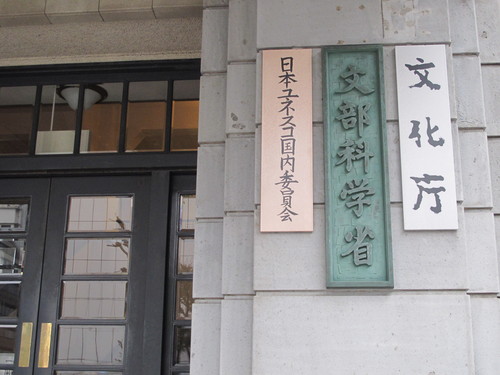 文化庁
文部科学省
日本ユネスコ国内委員会